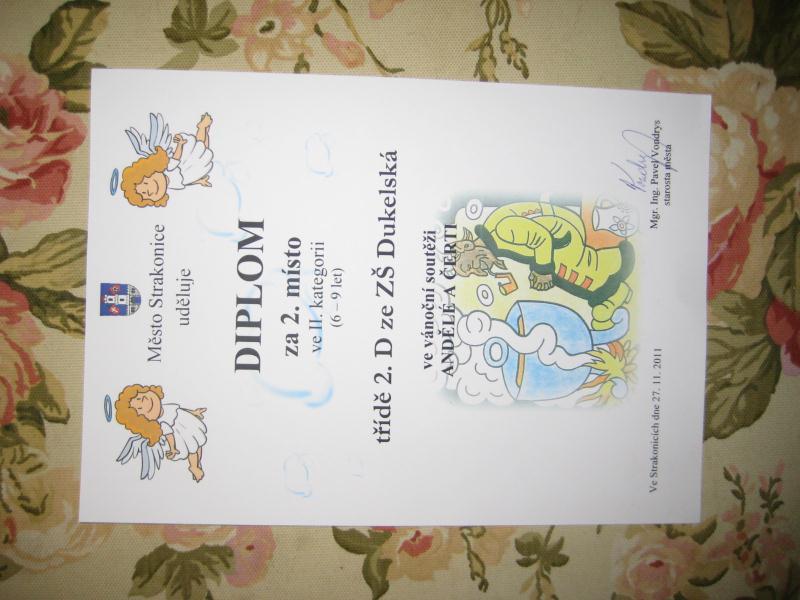 Město Strakonice
uděluje
DIPLOM
za 2. místo
ve II. kategorii
(6 – 9 let)
třídě 2. D ze ZŠ Dukelská
ve vánoční soutěži
ANDĚLÉ A ČERTI
Ve Strakonicích dne 27. 11. 2011
Mgr. Ing. Pavel Vondrys
starosta města